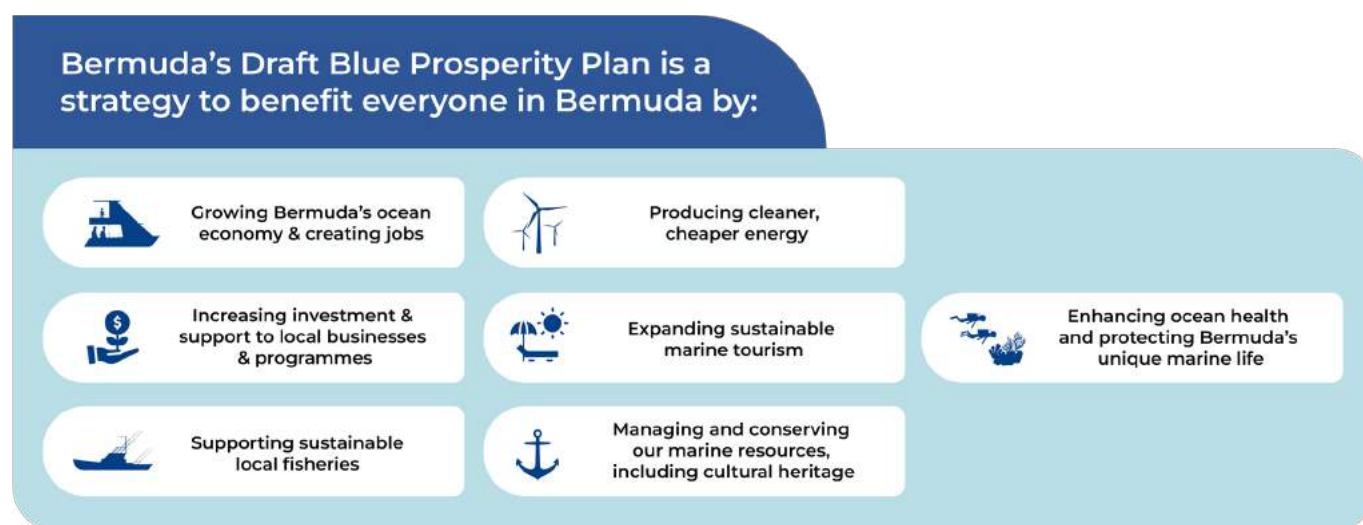 Bermuda’s Draft Blue Prosperity Plan is a
strategy to benefit everyone in Bermuda by:
Growing Bermuda’s ocean
economy & creating jobs
Increasing investment &
support to local businesses
& programmes
Supporting sustainable
local fisheries
Producing cleaner,
cheaper energy
Expanding sustainable
marine tourism
Managing and conserving
our marine resources,
including cultural heritage
Enhancing ocean health
and protecting Bermuda’s
unique marine life